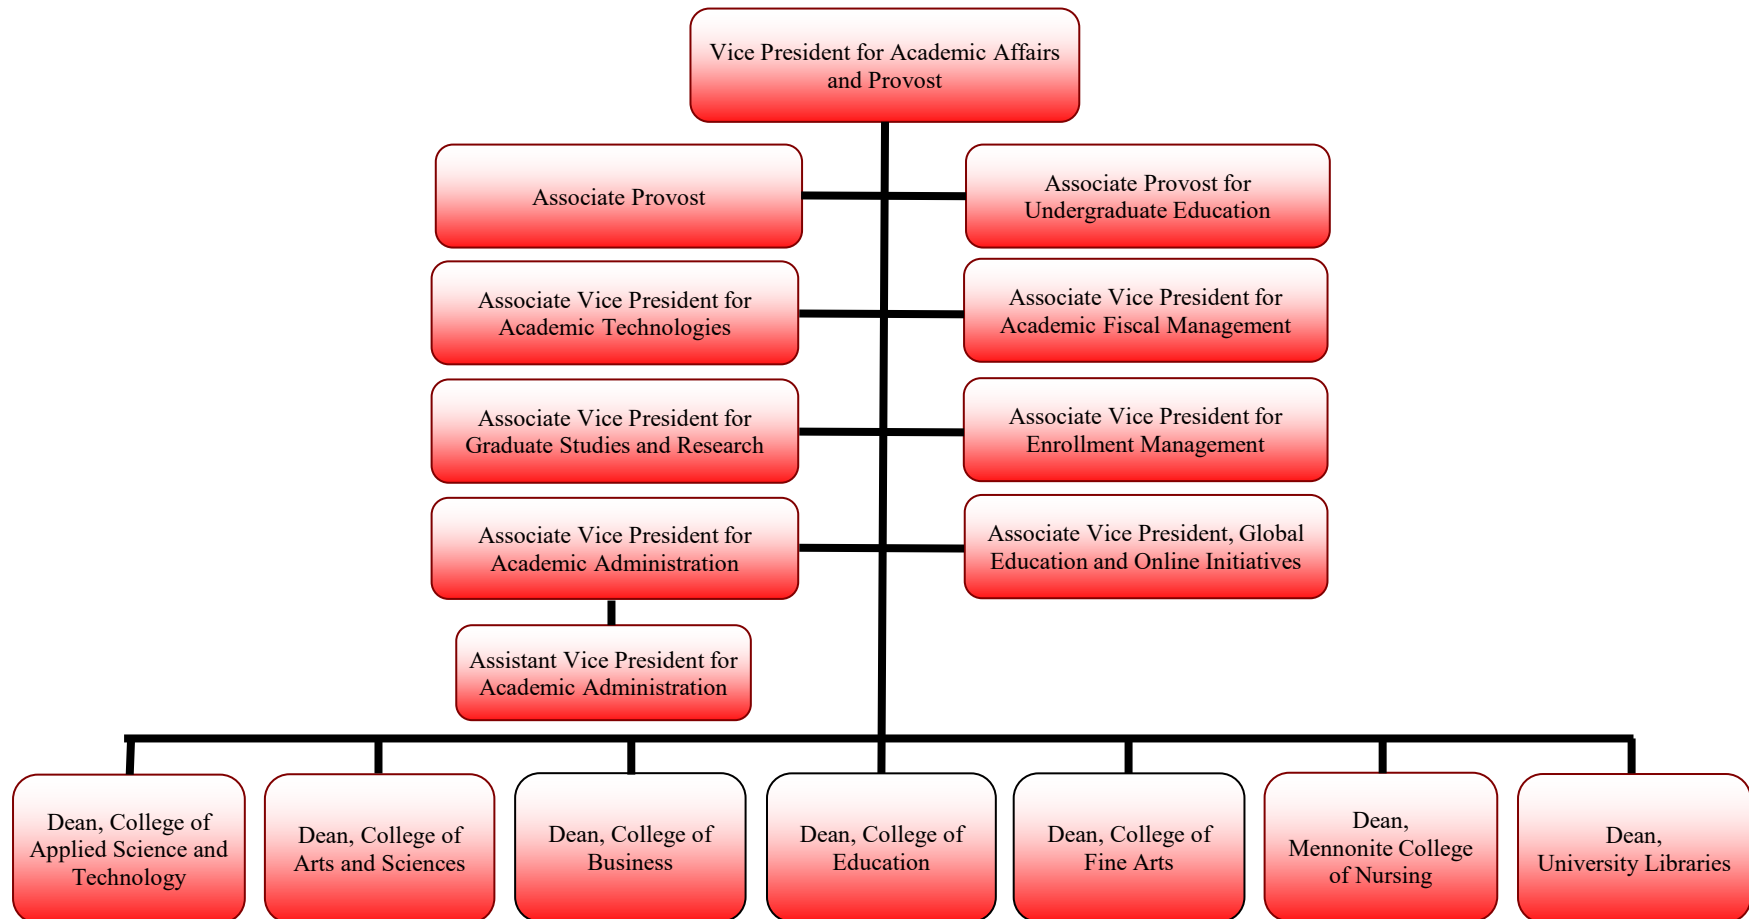 Vice President for Academic Affairs
and Provost
Associate Provost
Associate Provost for
Undergraduate Education
Associate Vice President for
Academic Technologies
Associate Vice President for
Academic Fiscal Management
Associate Vice President for
Graduate Studies and Research
Associate Vice President for
Enrollment Management
Associate Vice President for
Academic Administration
Associate Vice President, Global
Education and Online Initiatives
Assistant Vice President for
Academic Administration
Dean, College of
Applied Science and
Technology
Dean, College of
Arts and Sciences
Dean, College of
Business
Dean, College of
Education
Dean, College of
Fine Arts
Dean,
Mennonite College
of Nursing
Dean,
University Libraries